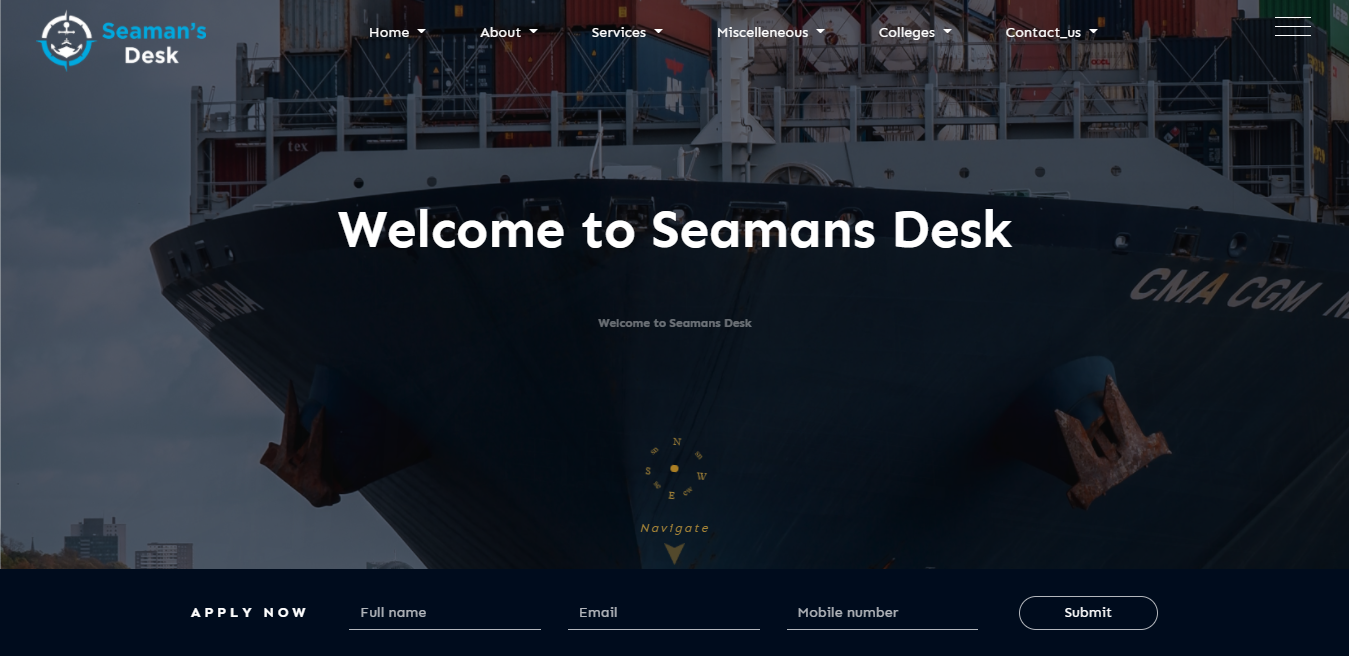 Seaman's
Desk
Home
About
Services
Miscelleneous
Colleges
Contact_us
tex
Welcome to Seamans Desk
CMA CGM
Welcome to Seamans Desk
N
W
S
E
Navigate
APPLY NOW
Full name
Email
Mobile number
Submit